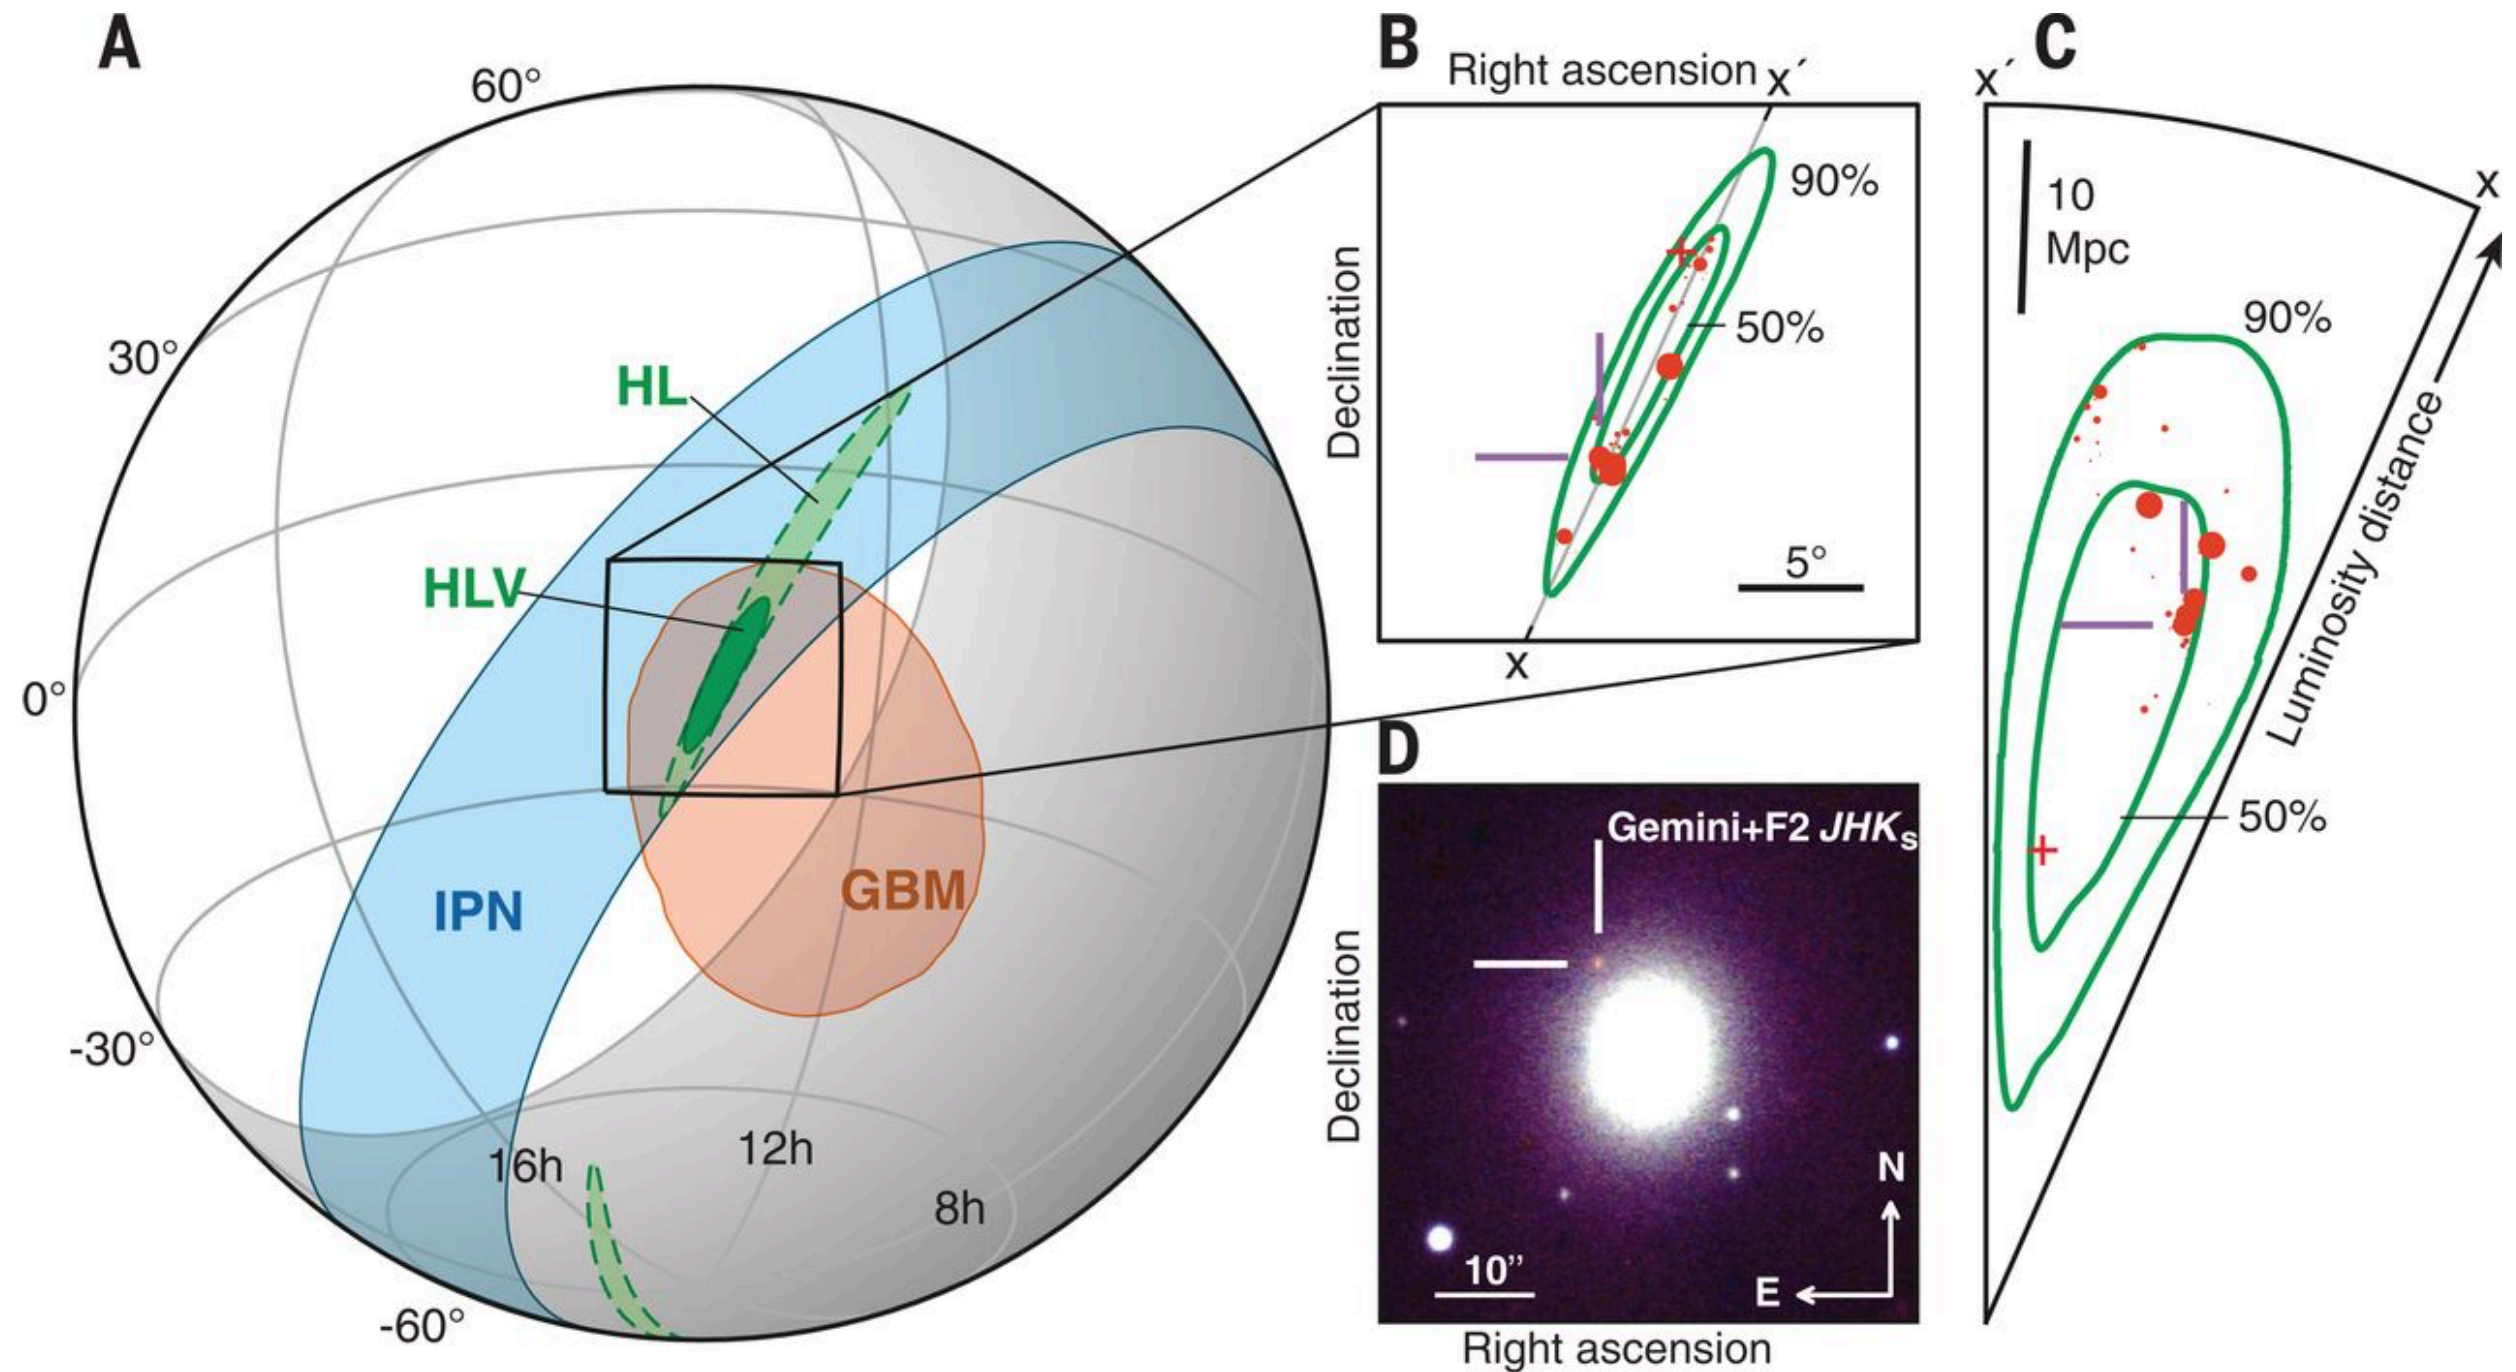 A
60°
30°
0°
-30°
-60°
HL
HLV
IPN
GBM
16h
12h
8h
B
Right ascension
x´
Declination
90%
50%
5°
x
C
x´
x
10
Mpc
90%
Luminosity distance
50%
D
Gemini+F2 JHKs
Declination
N
E
10’’
Right ascension